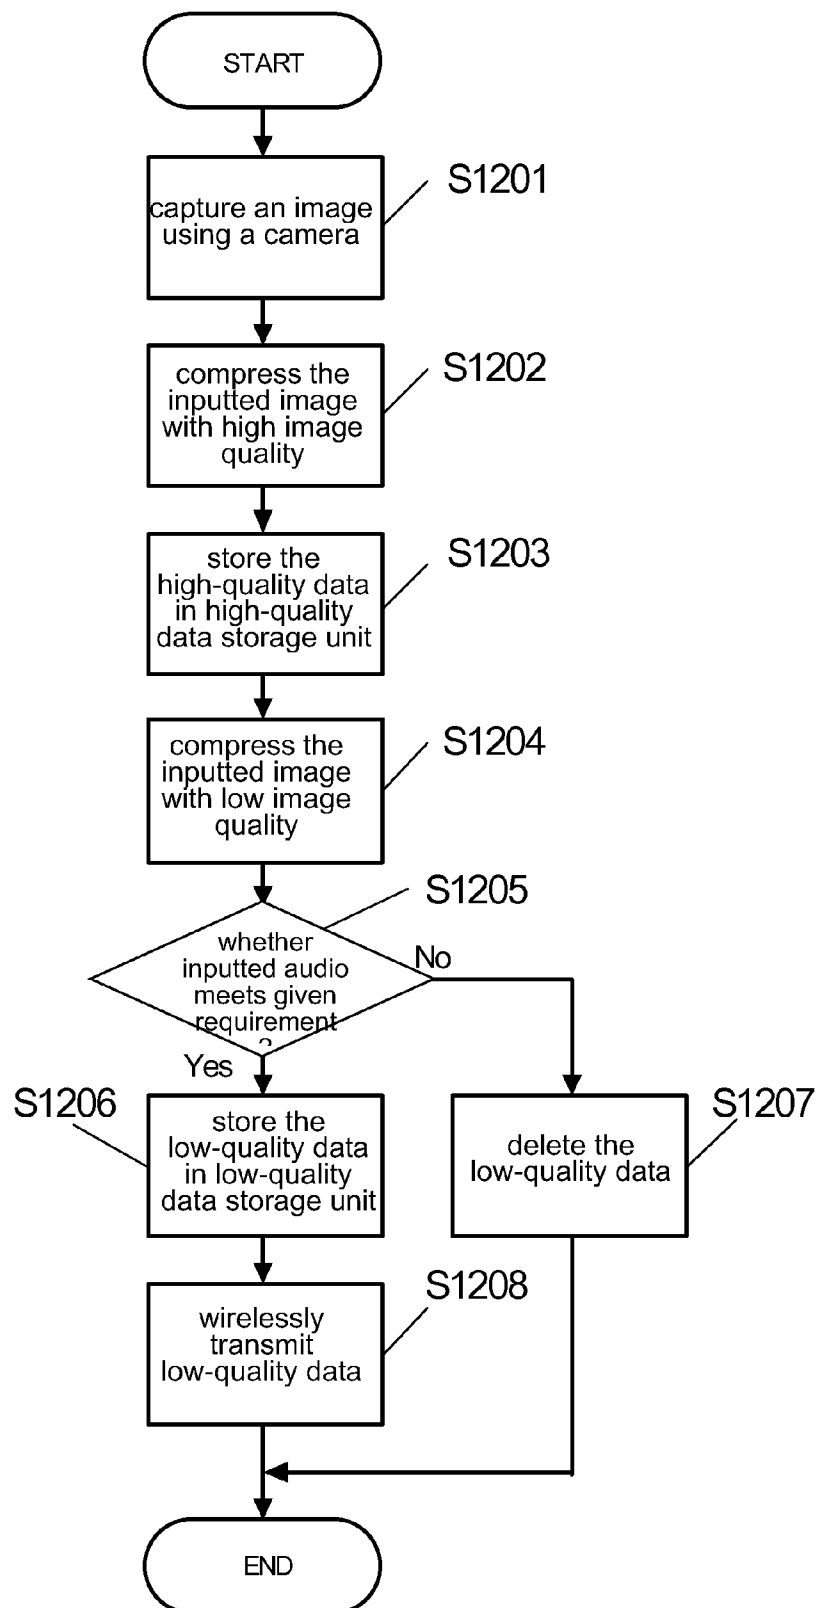 START
S1201
capture an image
using a camera
S1202
compress the
inputted image
with high image
quality
S1203
store the
high-quality data
in high-quality
data storage unit
S1204
compress the
inputted image
with low image
quality
S1205
whether
inputted audio
meets given
requirement
?
No
Yes
S1206
store the
low-quality data
in low-quality
data storage unit
S1207
delete the
low-quality data
S1208
wirelessly
transmit
low-quality data
END